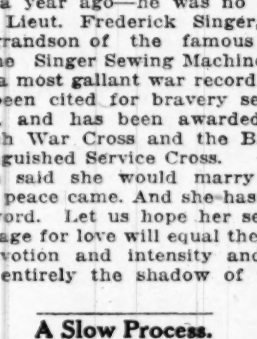 a year ago—he was no
Lieut. Frederick Singer,
grandson of the famous
he Singer Sewing Machine
a most gallant war record
been cited for bravery se
, and has been awarded
h War Cross and the B
guished Service Cross.
said she would marry
peace came. And she has
ord. Let us hope her se
age for love will equal the
votion and intensity and
entirely the shadow of
A Slow Process.